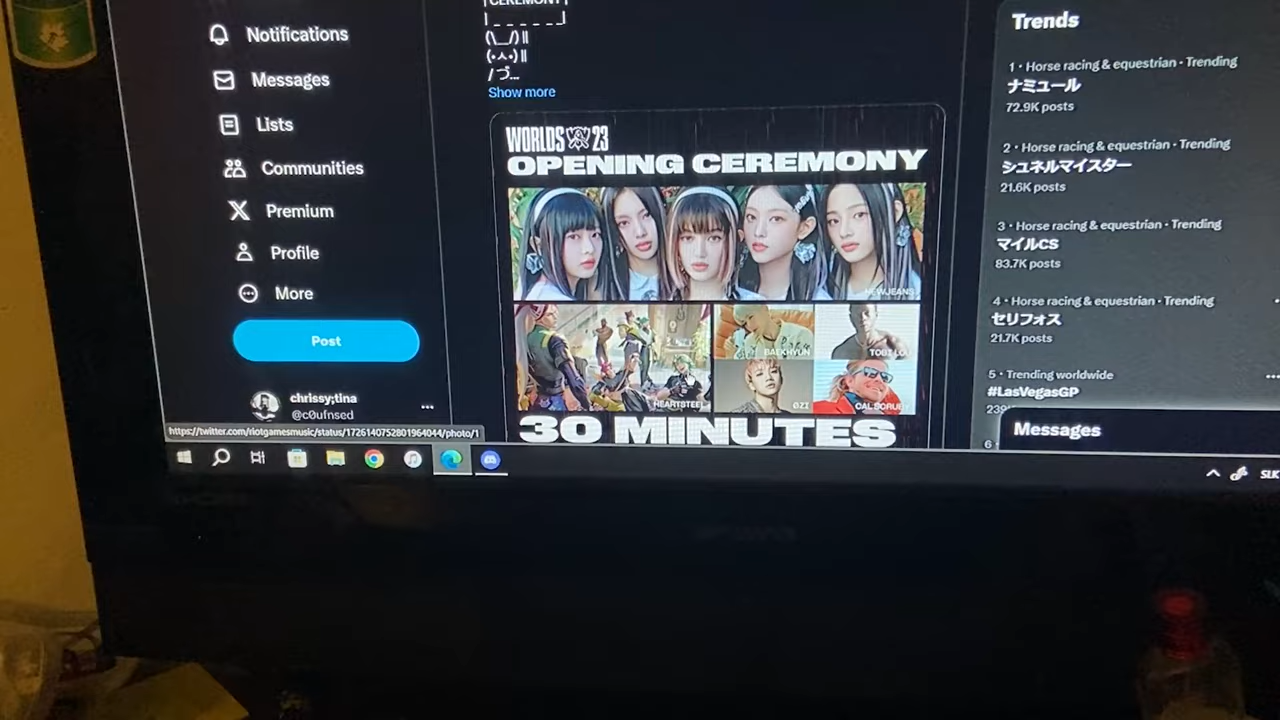 Notifications
Messages
Lists
Communities
Premium
Profile
More
Post
chrissy;tina
@c0ufnsed
| CEREMONY |
|_ _ _ _ _ _|
(\__/) ||
(•ㅅ•) ||
/ づ...
Show more
WORLDS 23
OPENING CEREMONY
NEWJEANS
HEARTSTEEL
BAEKHYUN
TOBI LOU
ØZI
CAL SCRUBY
30 MINUTES
Trends
1 · Horse racing & equestrian · Trending
ナミュール
72.9K posts
2 · Horse racing & equestrian · Trending
シュネルマイスター
21.6K posts
3 · Horse racing & equestrian · Trending
マイルCS
83.7K posts
4 · Horse racing & equestrian · Trending
セリフォス
21.7K posts
5 · Trending worldwide
#LasVegasGP
6
Messages
https://twitter.com/riotgamesmusic/status/1726140752801964044/photo/1
SLK